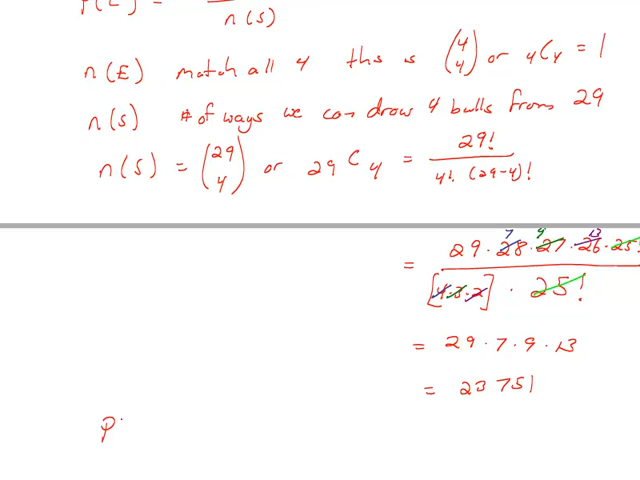 n(S)
n(E) match all 4 this is (4 4) or 4C4 = 1
n(S) # of ways we can draw 4 balls from 29
n(S) = (29 4) or 29C4 = 29! / 4! · (29-4)!
7 9 13
= 29 · 28 · 27 · 26 · 25! / [4·3·2] · 25!
= 29 · 7 · 9 · 13
= 23 751
P